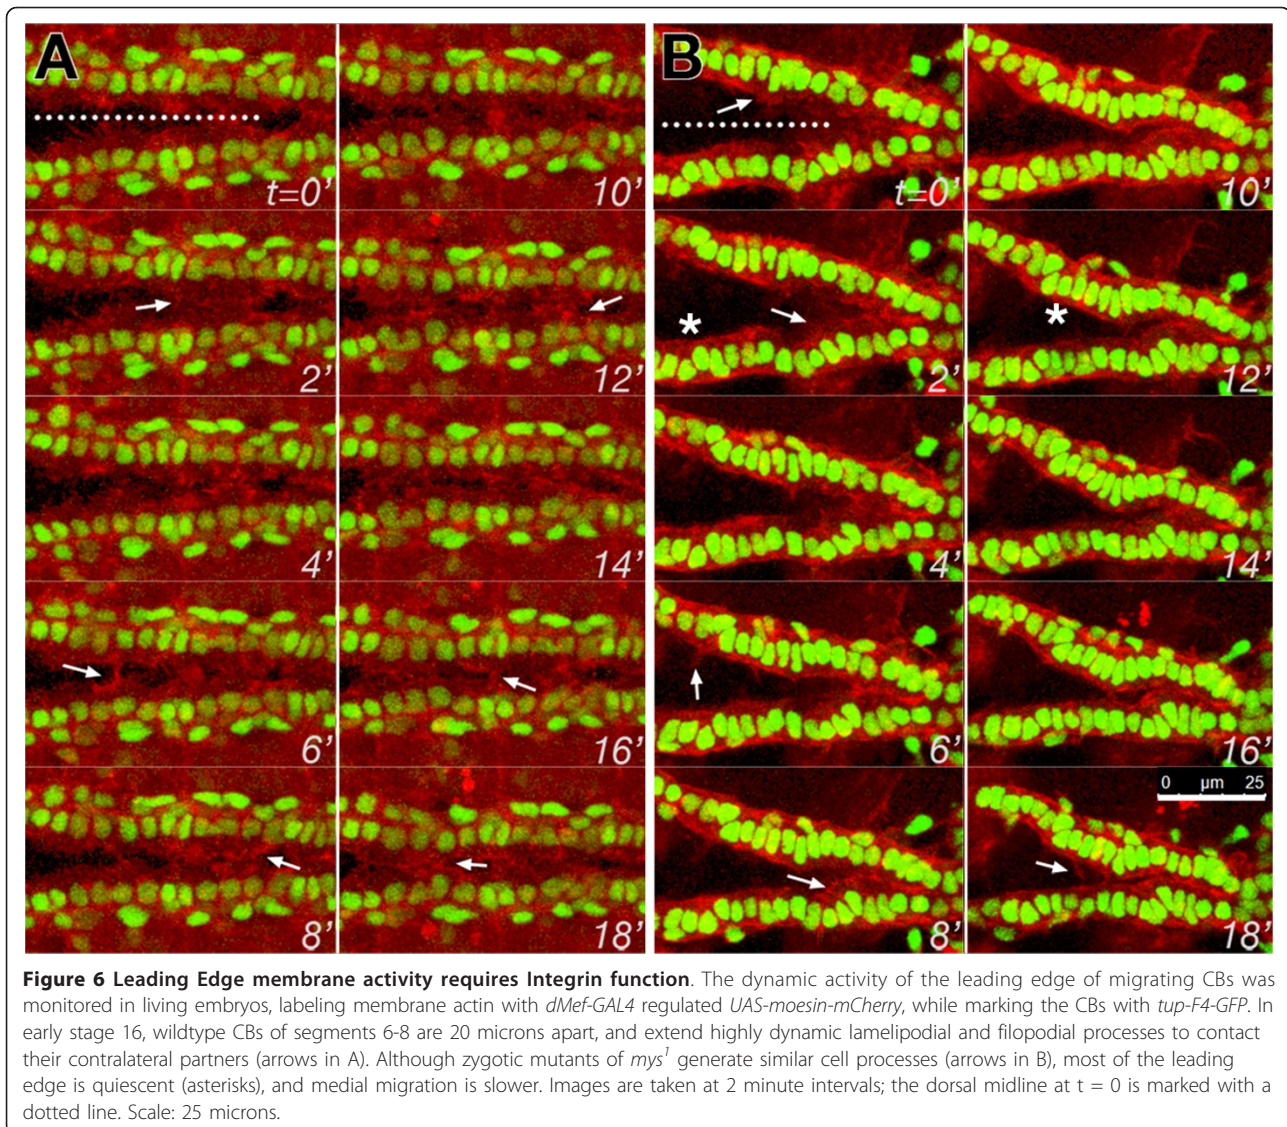 A
B
t=0’
10’
t=0’
10’
2’
12’
*
2’
*
12’
4’
14’
4’
14’
6’
16’
6’
16’
0 µm 25
8’
18’
8’
18’
Figure 6 Leading Edge membrane activity requires Integrin function. The dynamic activity of the leading edge of migrating CBs was
monitored in living embryos, labeling membrane actin with dMef-GAL4 regulated UAS-moesin-mCherry, while marking the CBs with tup-F4-GFP. In
early stage 16, wildtype CBs of segments 6-8 are 20 microns apart, and extend highly dynamic lamelipodial and filopodial processes to contact
their contralateral partners (arrows in A). Although zygotic mutants of mys1 generate similar cell processes (arrows in B), most of the leading
edge is quiescent (asterisks), and medial migration is slower. Images are taken at 2 minute intervals; the dorsal midline at t = 0 is marked with a
dotted line. Scale: 25 microns.